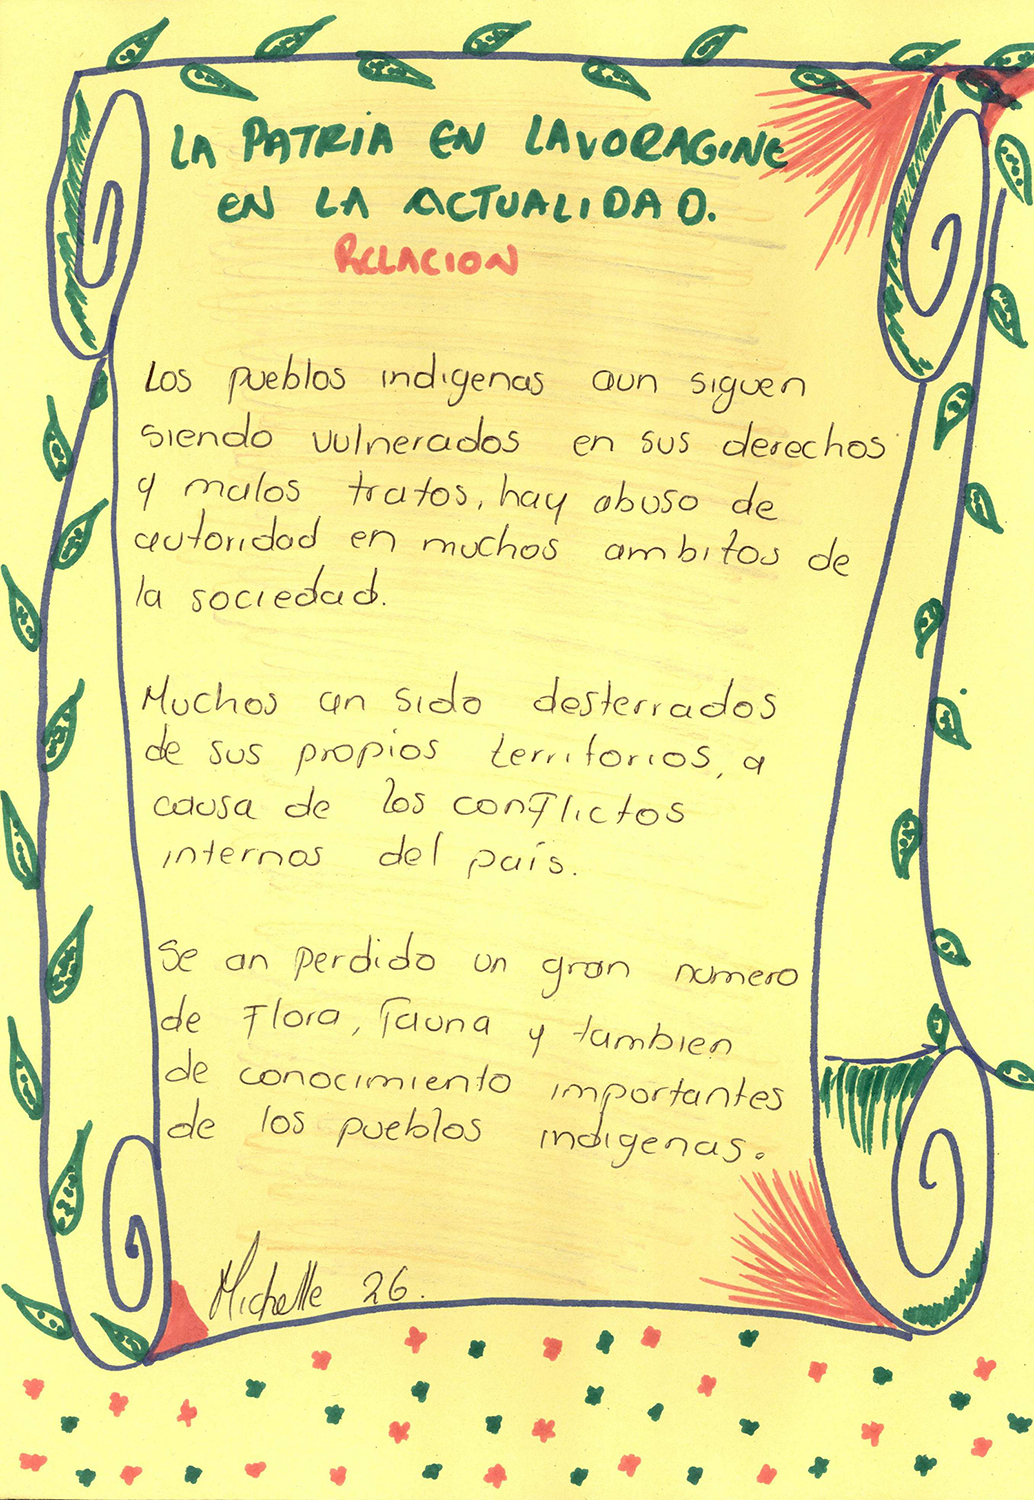 LA PATRIA EN LAVORAGINE
EN LA ACTUALIDAD.
RELACION
Los pueblos indigenas aun siguen
siendo vulnerados en sus derechos
y malos tratos, hay abuso de
autoridad en muchos ambitos de
la sociedad.
Muchos an sido desterrados
de sus propios territorios, a
causa de los conflictos
internos del país.
Se an perdido un gran numero
de flora, fauna y tambien
de conocimiento importantes
de los pueblos indigenas.
Michelle 26.